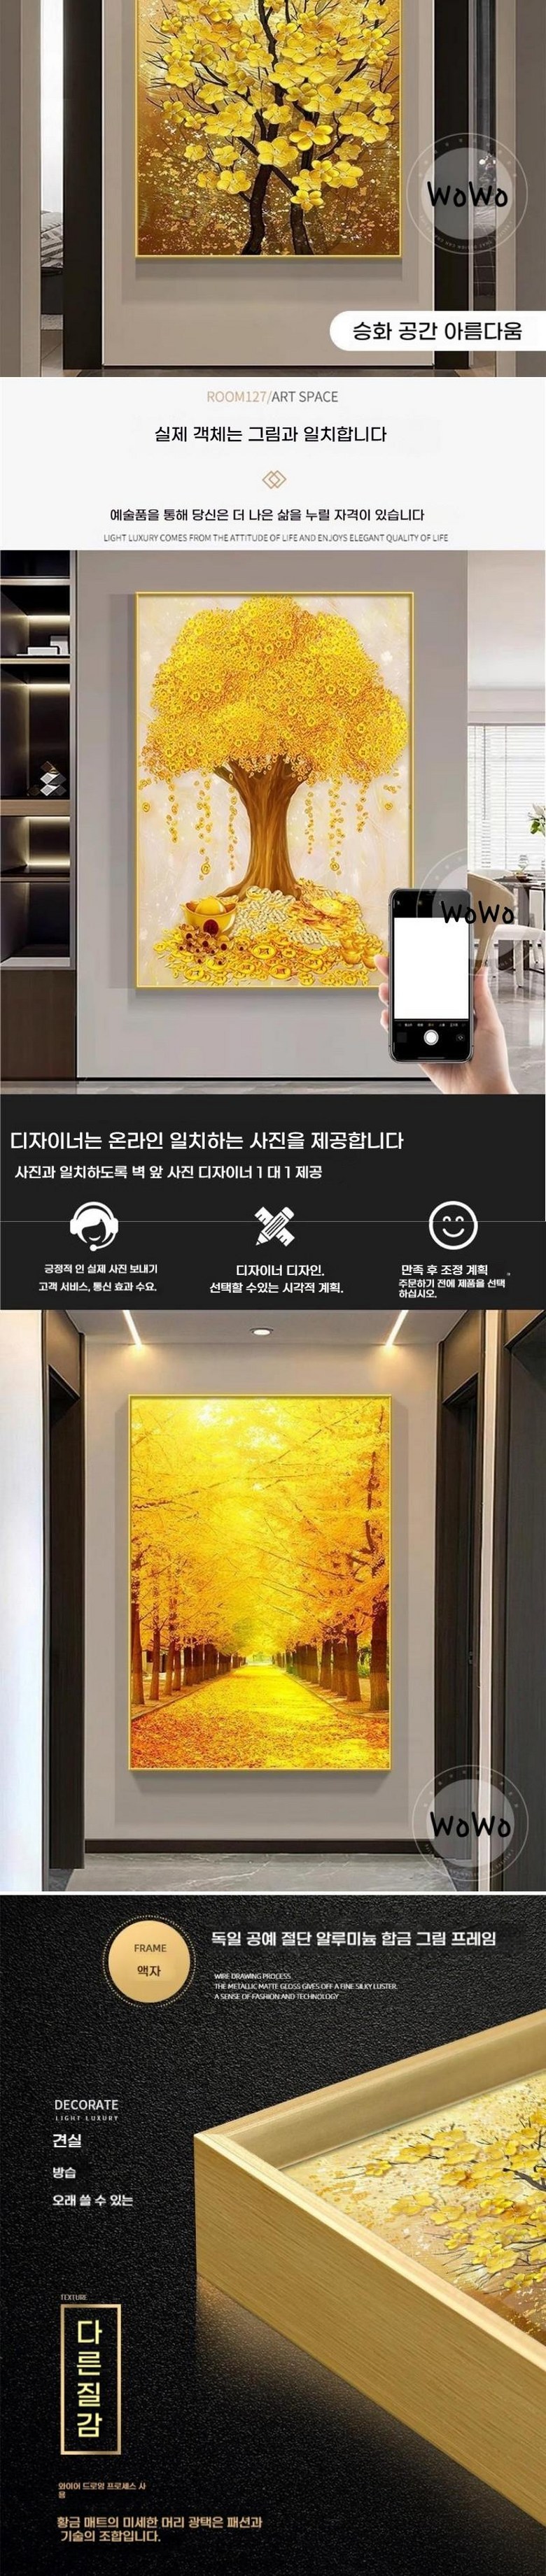 WoWo
승화 공간 아름다움
ROOM127/ART SPACE
실제 객체는 그림과 일치합니다
예술품을 통해 당신은 더 나은 삶을 누릴 자격이 있습니다
LIGHT LUXURY COMES FROM THE ATTITUDE OF LIFE AND ENJOYS ELEGANT QUALITY OF LIFE
WoWo
디자이너는 온라인 일치하는 사진을 제공합니다
사진과 일치하도록 벽 앞 사진 디자이너 1 대 1 제공
긍정적 인 실제 사진 보내기
고객 서비스, 통신 효과 수요.
디자이너 디자인.
선택할 수있는 시각적 계획.
만족 후 조정 계획
주문하기 전에 제품을 선택
하십시오.
WoWo
FRAME
액자
독일 공예 절단 알루미늄 합금 그림 프레임
WIRE DRAWING PROCESS
THE METALLIC MATTE GLOSS GIVES OFF A FINE SILKY LUSTER.
A SENSE OF FASHION AND TECHNOLOGY
DECORATE
LIGHT LUXURY
견실
방습
오래 쓸 수 있는
TEXTURE
다른질감
와이어 드로잉 프로세스 사
용
황금 매트의 미세한 머리 광택은 패션과
기술의 조합입니다.